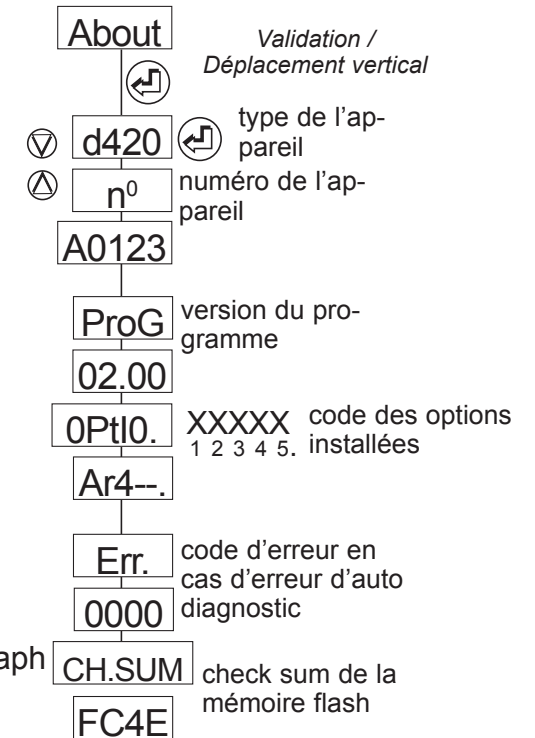 About
Validation /
Déplacement vertical
d420
type de l'ap-
pareil
n⁰
numéro de l'ap-
pareil
A0123
ProG
version du pro-
gramme
02.00
0PtI0.
XXXXX
1 2 3 4 5.
code des options
installées
Ar4--.
Err.
code d'erreur en
cas d'erreur d'auto
diagnostic
0000
aph
CH.SUM
check sum de la
mémoire flash
FC4E